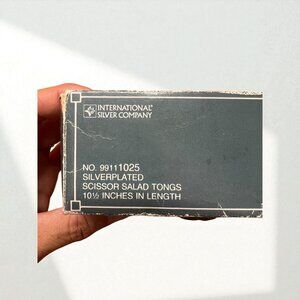 INTERNATIONAL®
SILVER COMPANY
NO. 99111025
SILVERPLATED
SCISSOR SALAD TONGS
10½ INCHES IN LENGTH